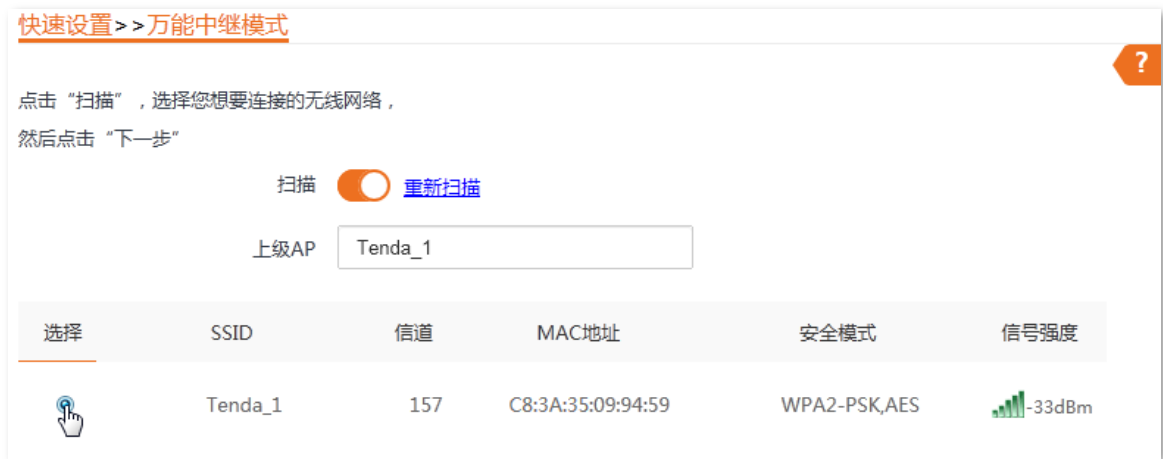 快速设置>>万能中继模式
?
点击“扫描”,选择您想要连接的无线网络,
然后点击“下一步”
扫描 重新扫描
上级AP Tenda_1
选择 SSID 信道 MAC地址 安全模式 信号强度
Tenda_1 157 C8:3A:35:09:94:59 WPA2-PSK,AES -33dBm